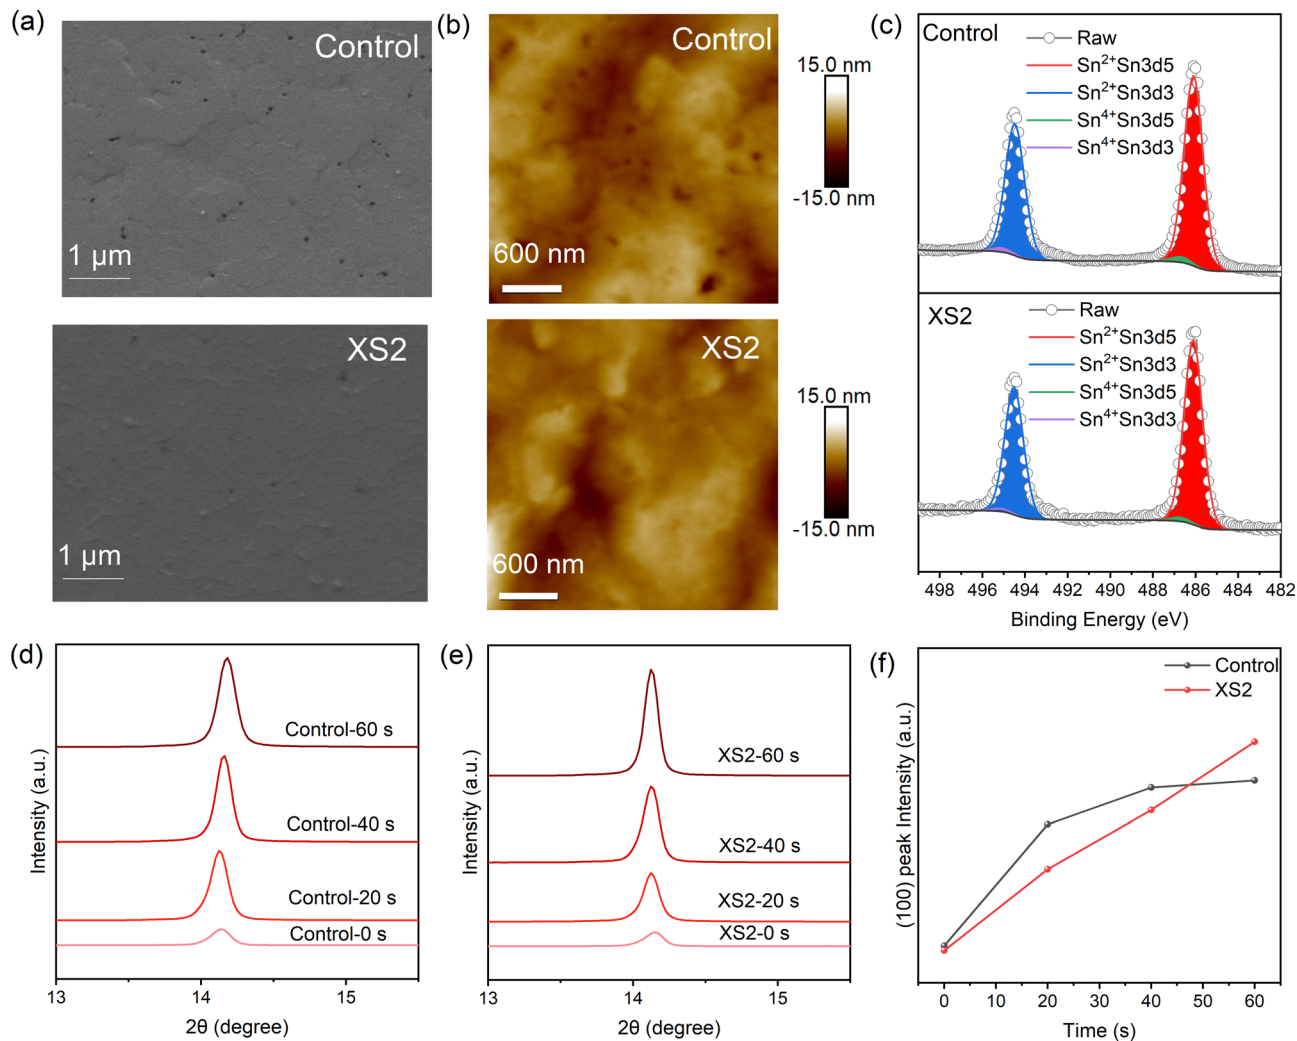 (a)
Control
1 µm
XS2
1 µm
(b)
Control
600 nm
15.0 nm
-15.0 nm
XS2
600 nm
15.0 nm
-15.0 nm
(c)
Control
Raw
Sn²⁺Sn3d5
Sn²⁺Sn3d3
Sn⁴⁺Sn3d5
Sn⁴⁺Sn3d3
XS2
Raw
Sn²⁺Sn3d5
Sn²⁺Sn3d3
Sn⁴⁺Sn3d5
Sn⁴⁺Sn3d3
498 496 494 492 490 488 486 484 482
Binding Energy (eV)
(d)
Intensity (a.u.)
Control-60 s
Control-40 s
Control-20 s
Control-0 s
13 14 15
2θ (degree)
(e)
Intensity (a.u.)
XS2-60 s
XS2-40 s
XS2-20 s
XS2-0 s
13 14 15
2θ (degree)
(f)
(100) peak Intensity (a.u.)
Control
XS2
0 10 20 30 40 50 60
Time (s)